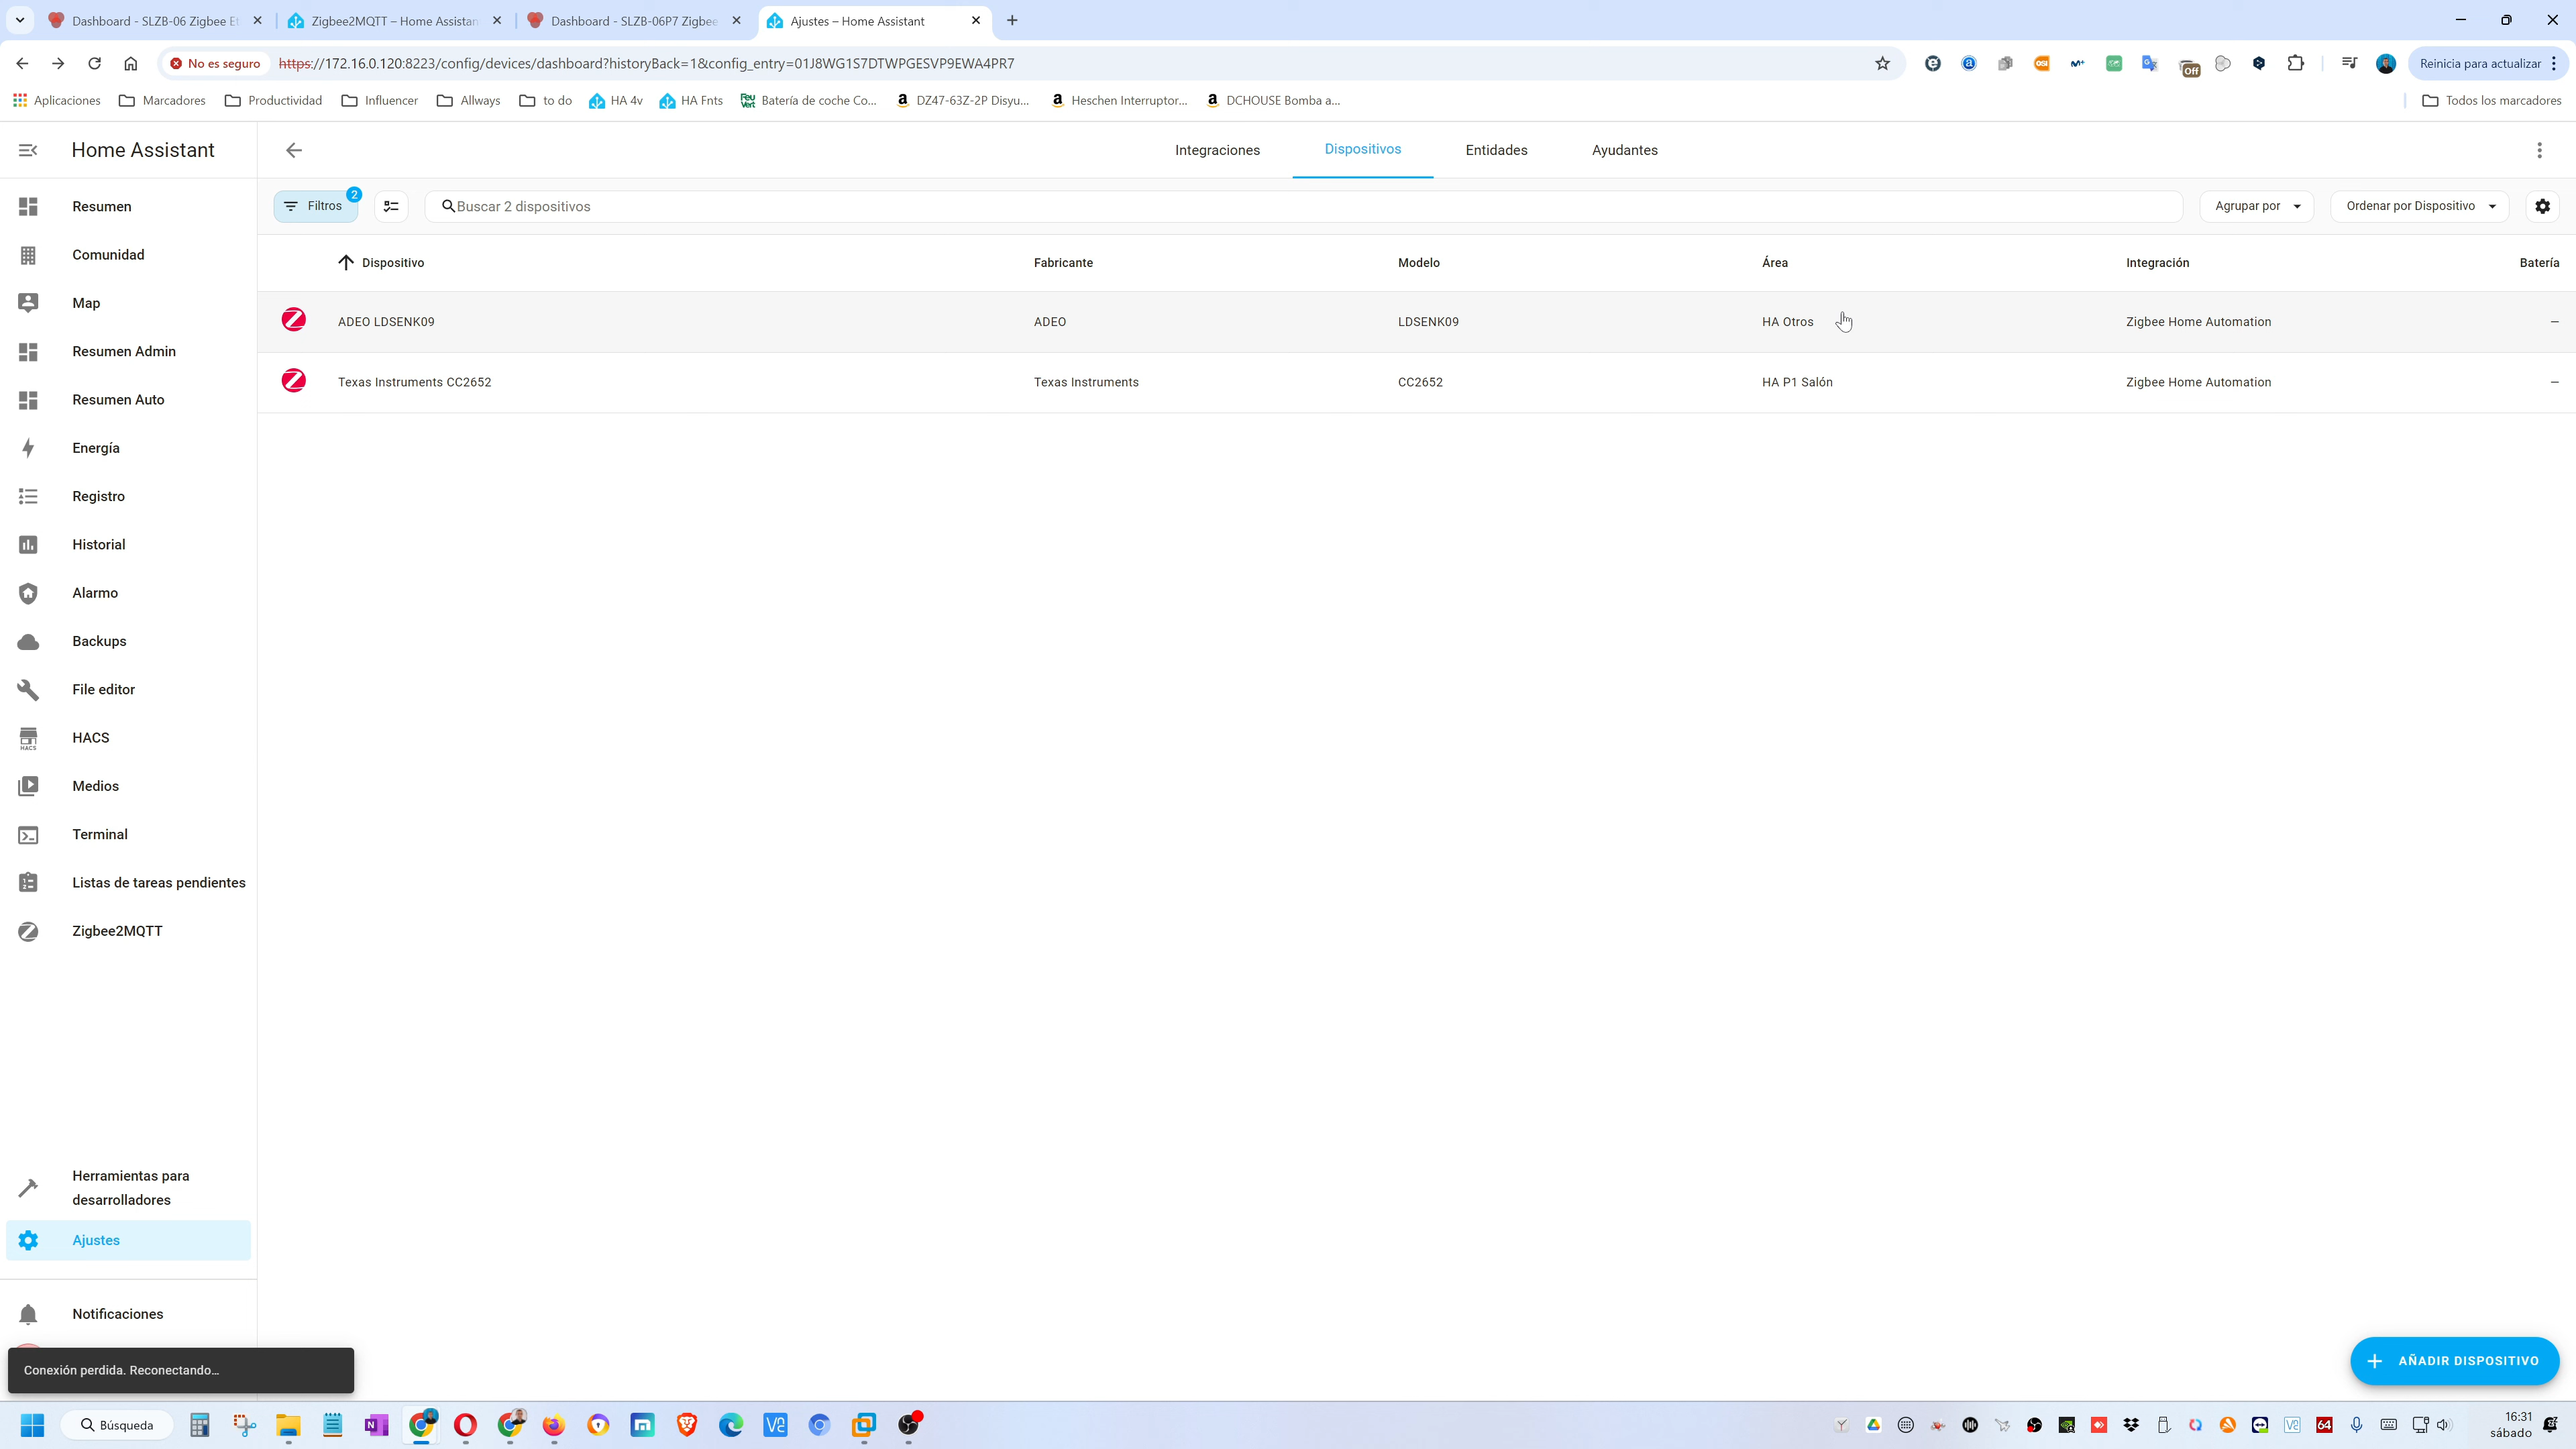 Dashboard - SLZB-06 Zigbee Et
Zigbee2MQTT – Home Assistan
Dashboard - SLZB-06P7 Zigbee
Ajustes – Home Assistant
No es seguro
https://172.16.0.120:8223/config/devices/dashboard?historyBack=1&config_entry=01J8WG1S7DTWPGESVP9EWA4PR7
Off
Reinicia para actualizar
Aplicaciones
Marcadores
Productividad
Influencer
Allways
to do
HA 4v
HA Fnts
Batería de coche Co...
DZ47-63Z-2P Disyu...
Heschen Interruptor...
DCHOUSE Bomba a...
Todos los marcadores
Home Assistant
Integraciones
Dispositivos
Entidades
Ayudantes
Resumen
Comunidad
Map
Resumen Admin
Resumen Auto
Energía
Registro
Historial
Alarmo
Backups
File editor
HACS
Medios
Terminal
Listas de tareas pendientes
Zigbee2MQTT
Herramientas para
desarrolladores
Ajustes
Notificaciones
Filtros
2
Buscar 2 dispositivos
Agrupar por
Ordenar por Dispositivo
Dispositivo
Fabricante
Modelo
Área
Integración
Batería
ADEO LDSENK09
ADEO
LDSENK09
HA Otros
Zigbee Home Automation
—
Texas Instruments CC2652
Texas Instruments
CC2652
HA P1 Salón
Zigbee Home Automation
—
AÑADIR DISPOSITIVO
Conexión perdida. Reconectando…
Búsqueda
64
16:31
sábado